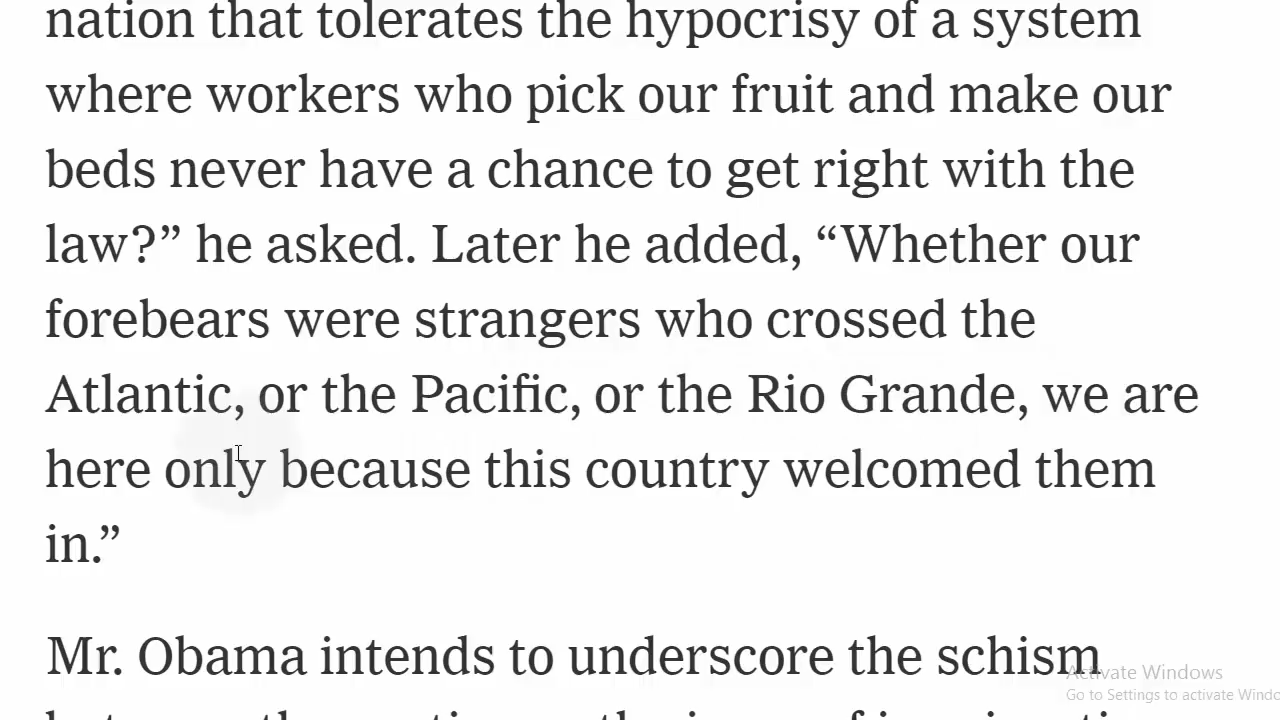 nation that tolerates the hypocrisy of a system
where workers who pick our fruit and make our
beds never have a chance to get right with the
law?” he asked. Later he added, “Whether our
forebears were strangers who crossed the
Atlantic, or the Pacific, or the Rio Grande, we are
here only because this country welcomed them
in.”
Mr. Obama intends to underscore the schism
Activate Windows
Go to Settings to activate